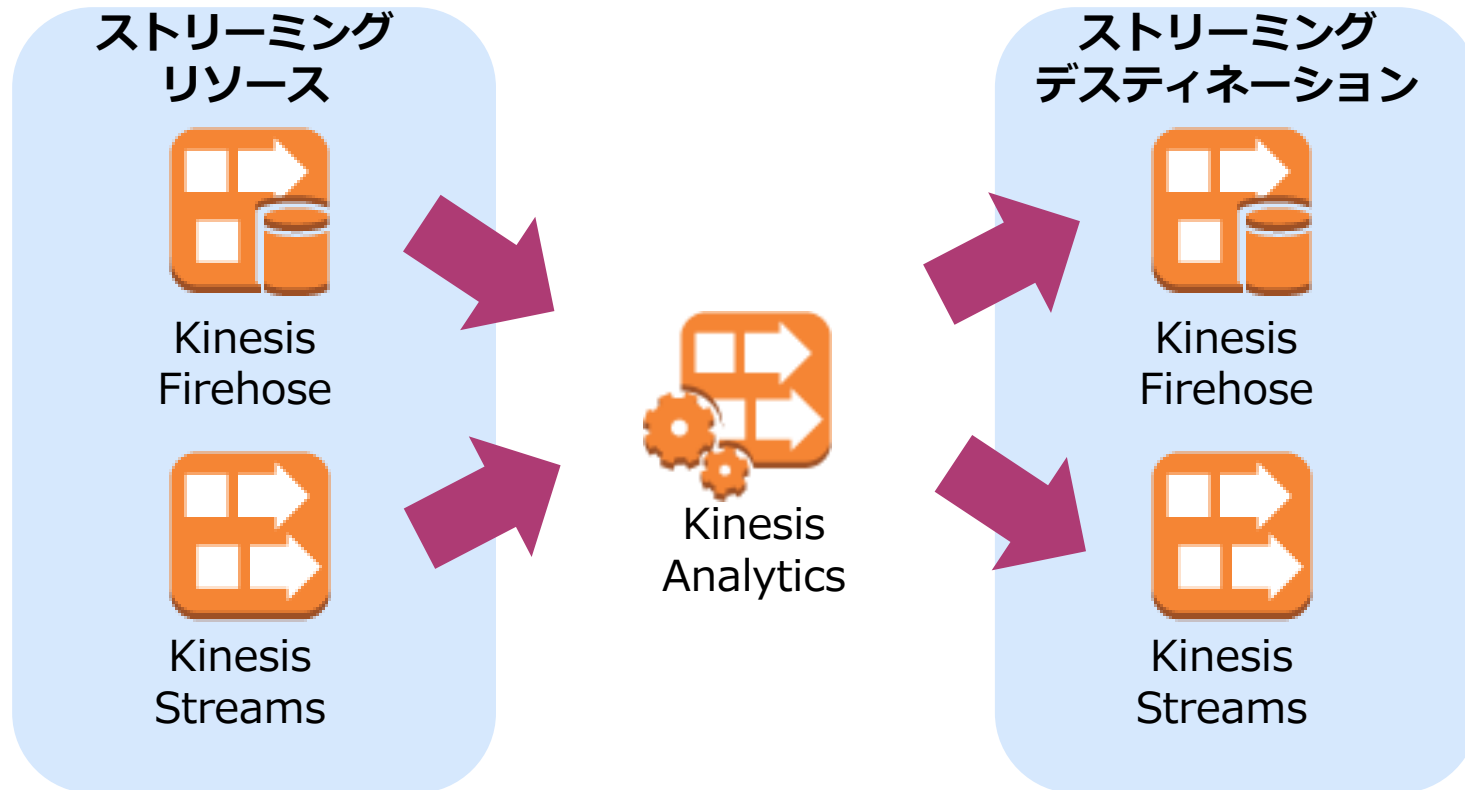 ストリーミング
リソース
Kinesis
Firehose
Kinesis
Streams
Kinesis
Analytics
ストリーミング
デスティネーション
Kinesis
Firehose
Kinesis
Streams